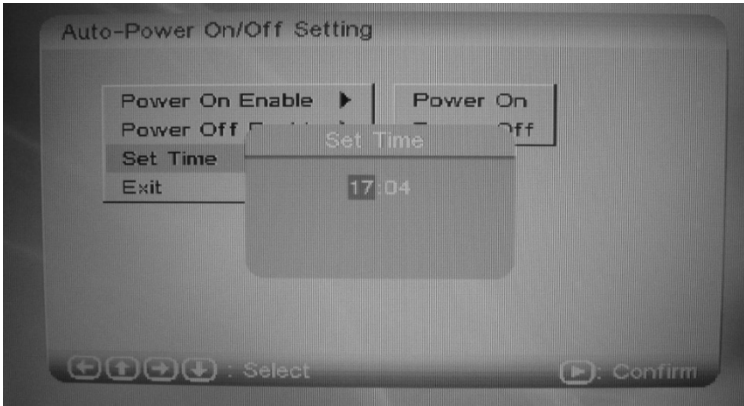 Auto-Power On/Off Setting
Power On Enable
Power On
Power Off
Off
Set Time
Set Time
Exit
17:04
: Select
: Confirm